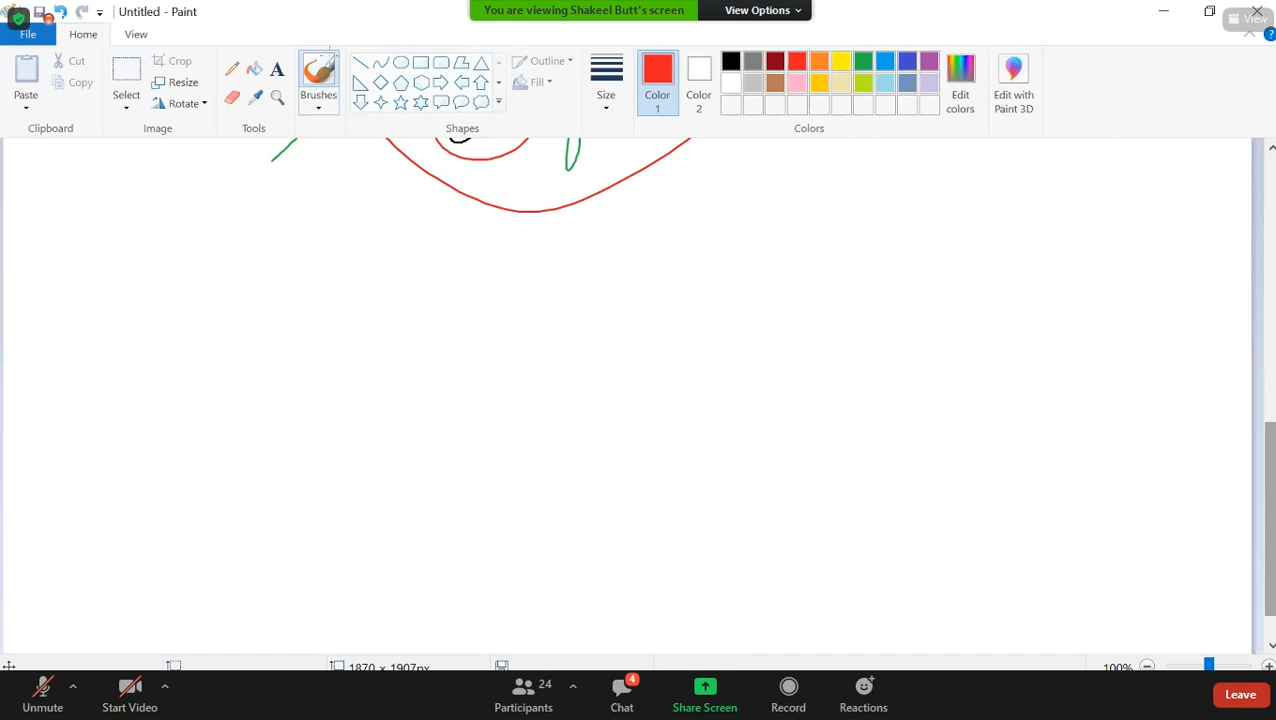 Untitled - Paint
You are viewing Shakeel Butt's screen
View Options
View
File
Home
View
Paste
Cut
Copy
Select
Crop
Resize
Rotate
A
Brushes
Outline
Fill
Size
Color
1
Color
2
Edit
colors
Edit with
Paint 3D
Clipboard
Image
Tools
Shapes
Colors
1870 × 1907px
100%
Unmute
Start Video
24
Participants
4
Chat
Share Screen
Record
Reactions
Leave